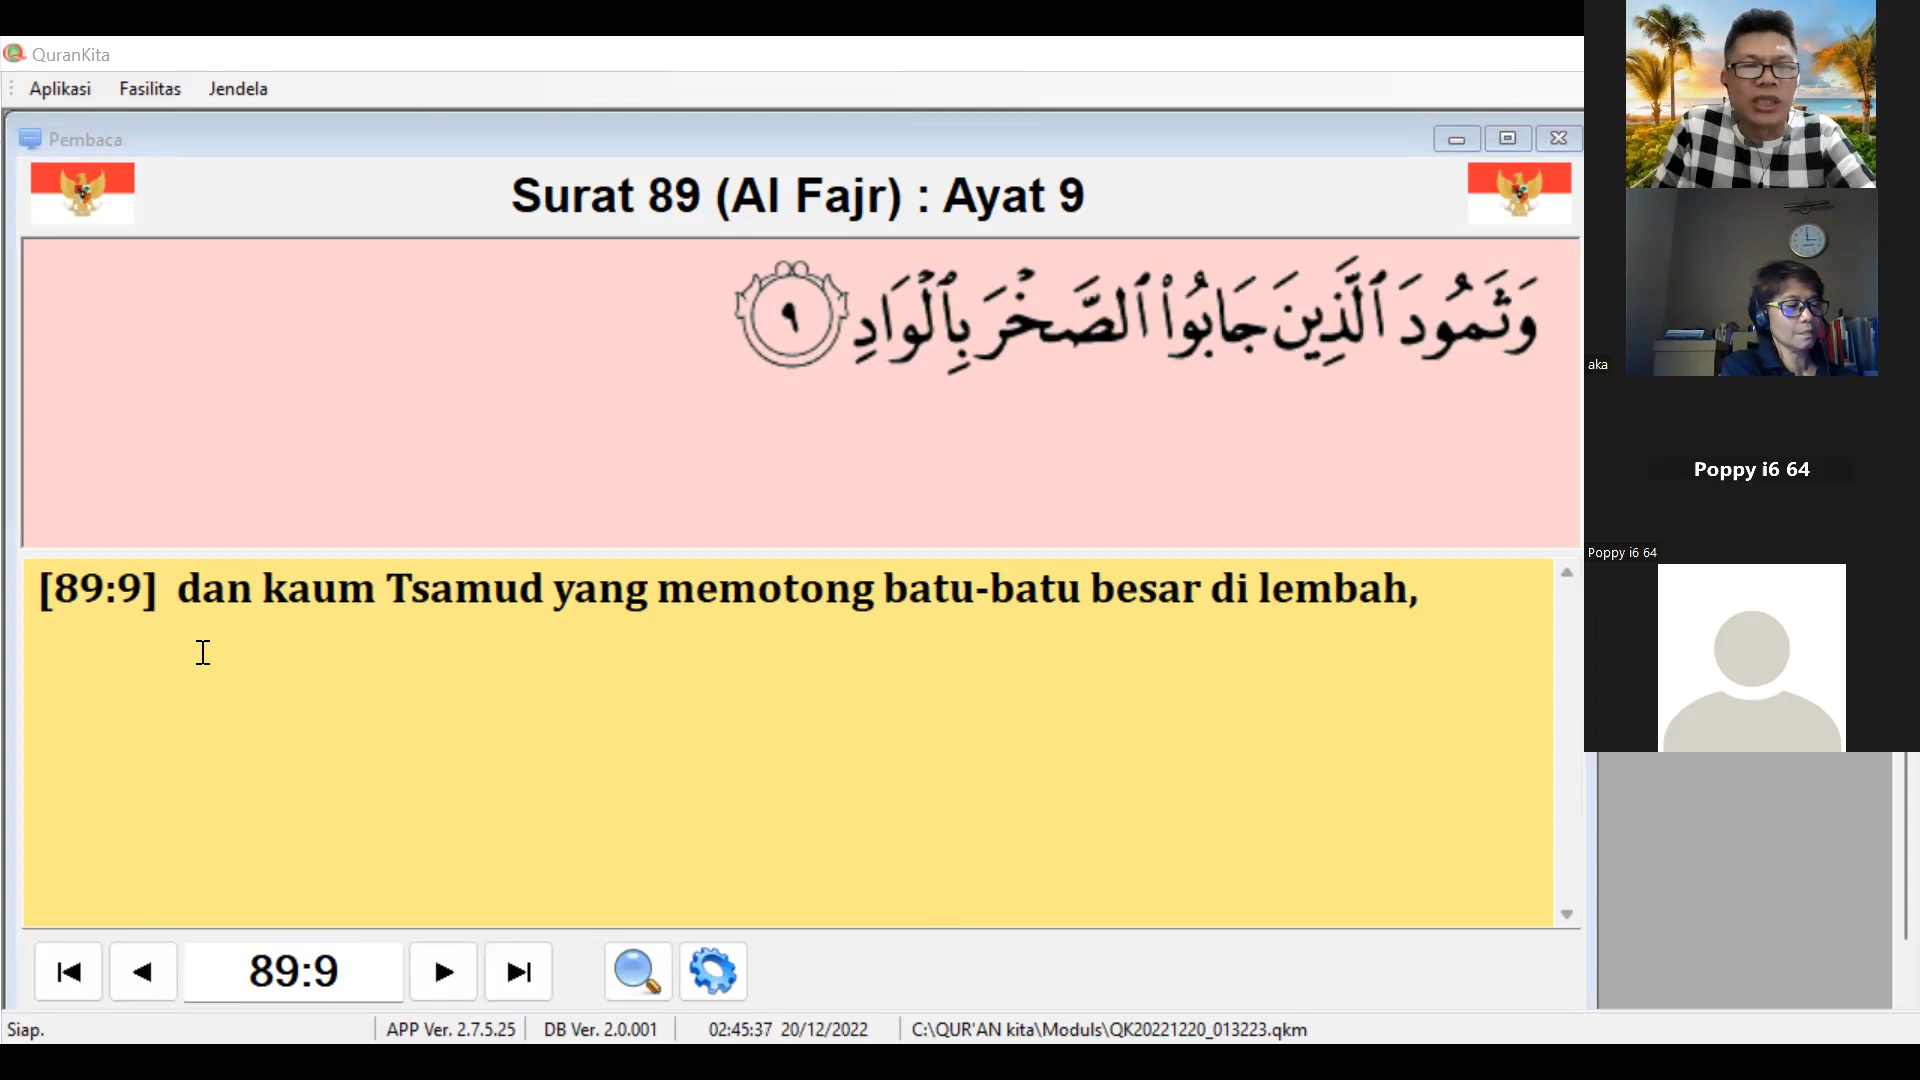 QuranKita
Aplikasi Fasilitas Jendela
Pembaca
Surat 89 (Al Fajr) : Ayat 9
وَثَمُودَ ٱلَّذِينَ جَابُوا۟ ٱلصَّخْرَ بِٱلْوَادِ ٩
[89:9] dan kaum Tsamud yang memotong batu-batu besar di lembah,
89:9
Siap. APP Ver. 2.7.5.25 DB Ver. 2.0.001 02:45:37 20/12/2022 C:\QUR'AN kita\Moduls\QK20221220_013223.qkm
aka
Poppy i6 64
Poppy i6 64